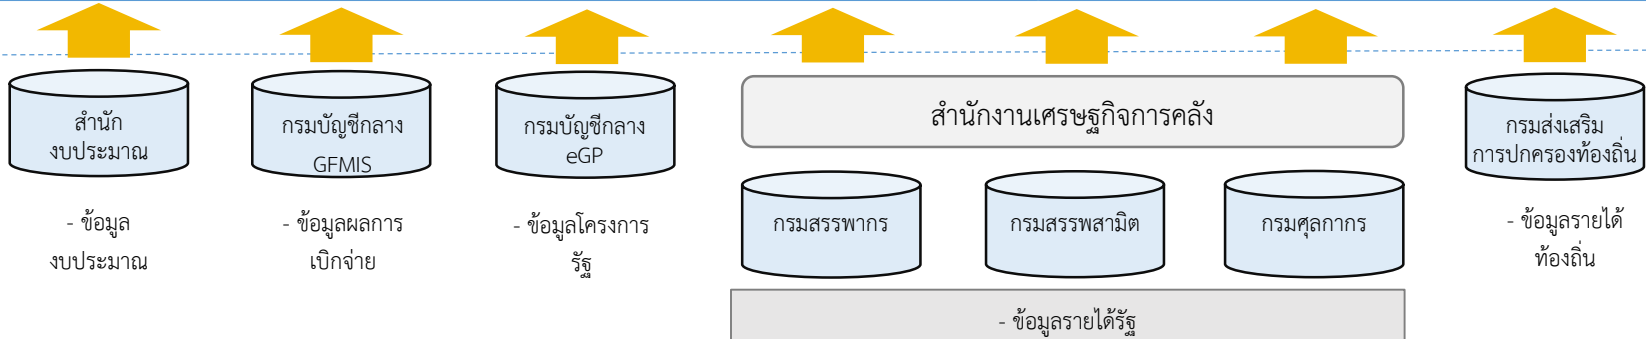 สำนัก
งบประมาณ
- ข้อมูล
งบประมาณ
กรมบัญชีกลาง
GFMIS
- ข้อมูลผลการ
เบิกจ่าย
กรมบัญชีกลาง
eGP
- ข้อมูลโครงการ
รัฐ
สำนักงานเศรษฐกิจการคลัง
กรมสรรพากร
กรมสรรพสามิต
กรมศุลกากร
- ข้อมูลรายได้รัฐ
กรมส่งเสริม
การปกครองท้องถิ่น
- ข้อมูลรายได้
ท้องถิ่น